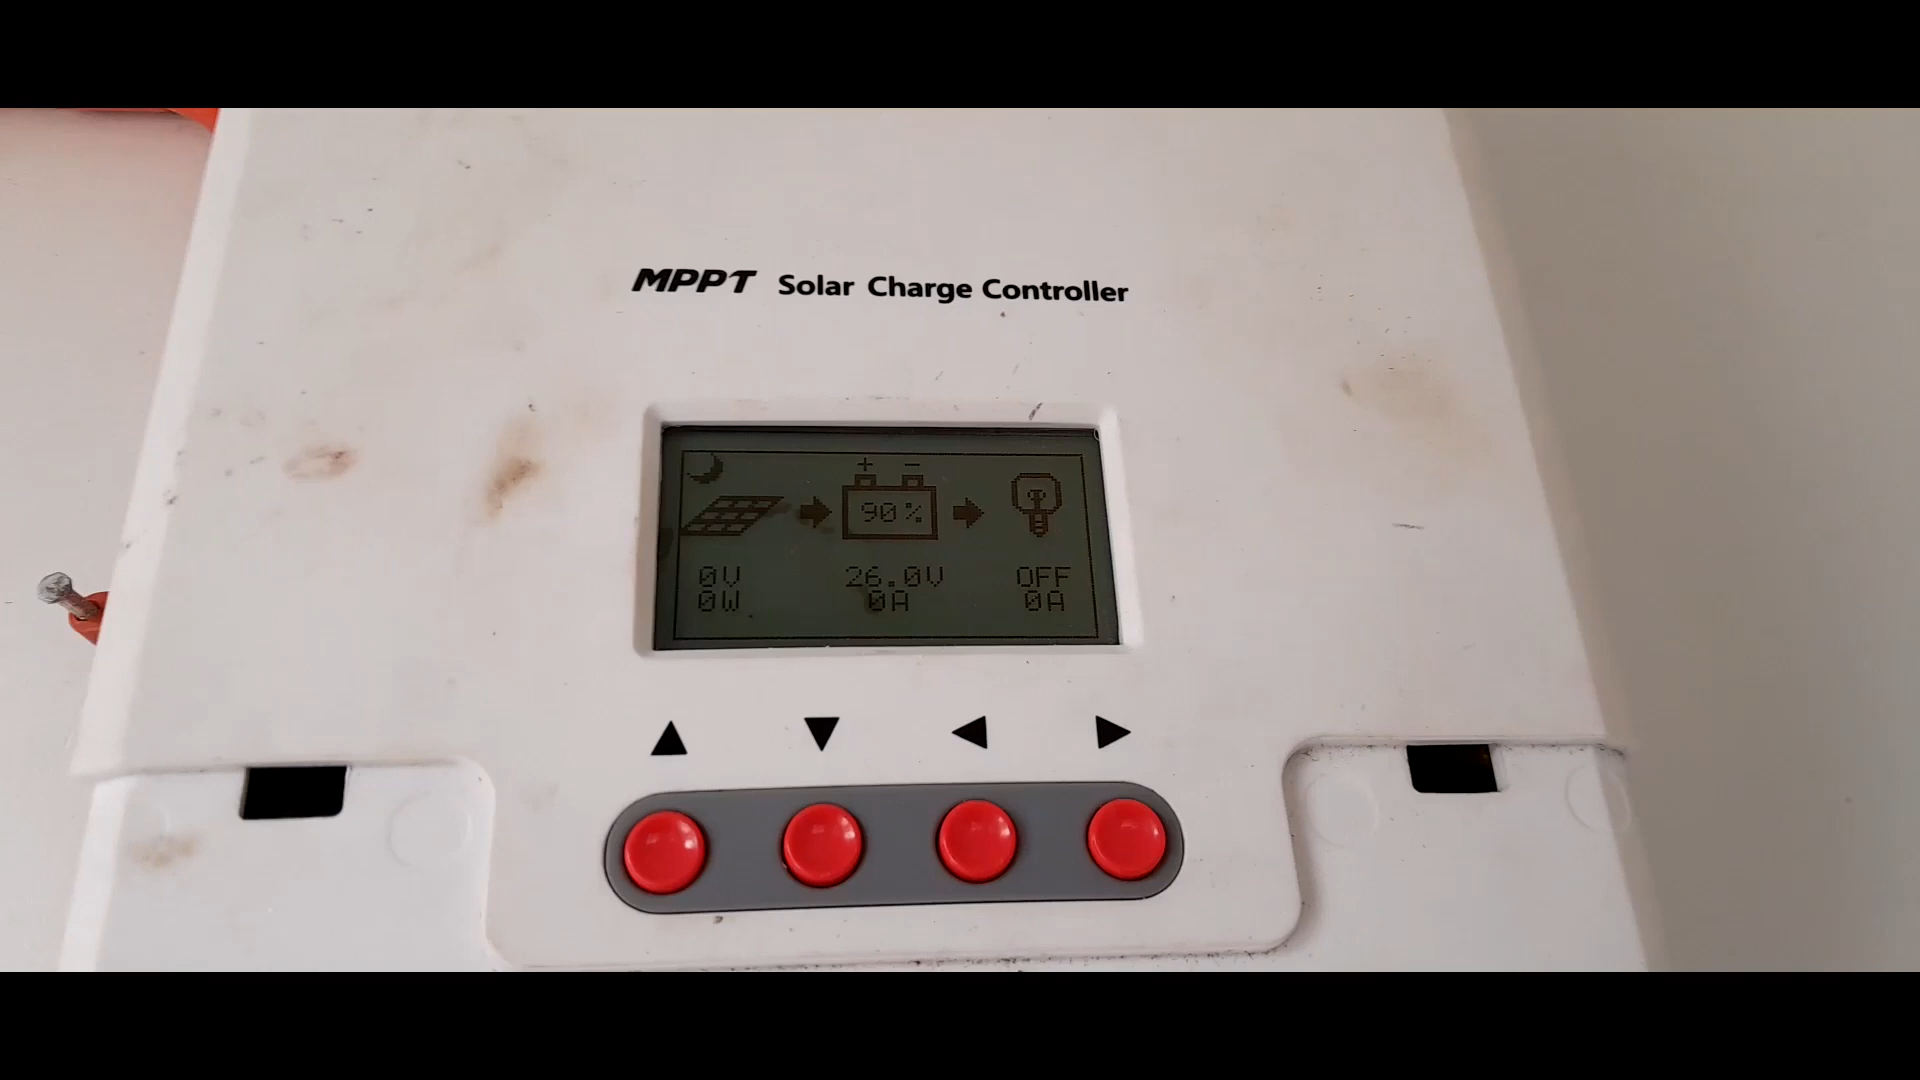 MPPT Solar Charge Controller
+ −
90%
0V 26.0V OFF
0W 0A 0A